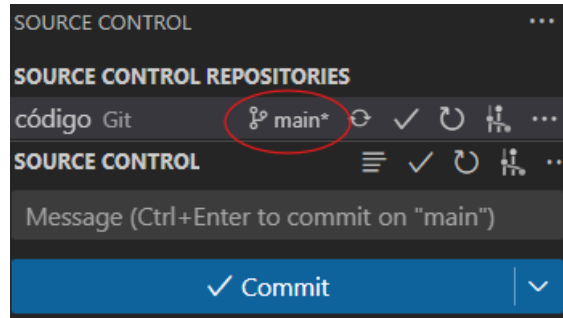 SOURCE CONTROL
SOURCE CONTROL REPOSITORIES
código Git main*
SOURCE CONTROL
Message (Ctrl+Enter to commit on "main")
Commit